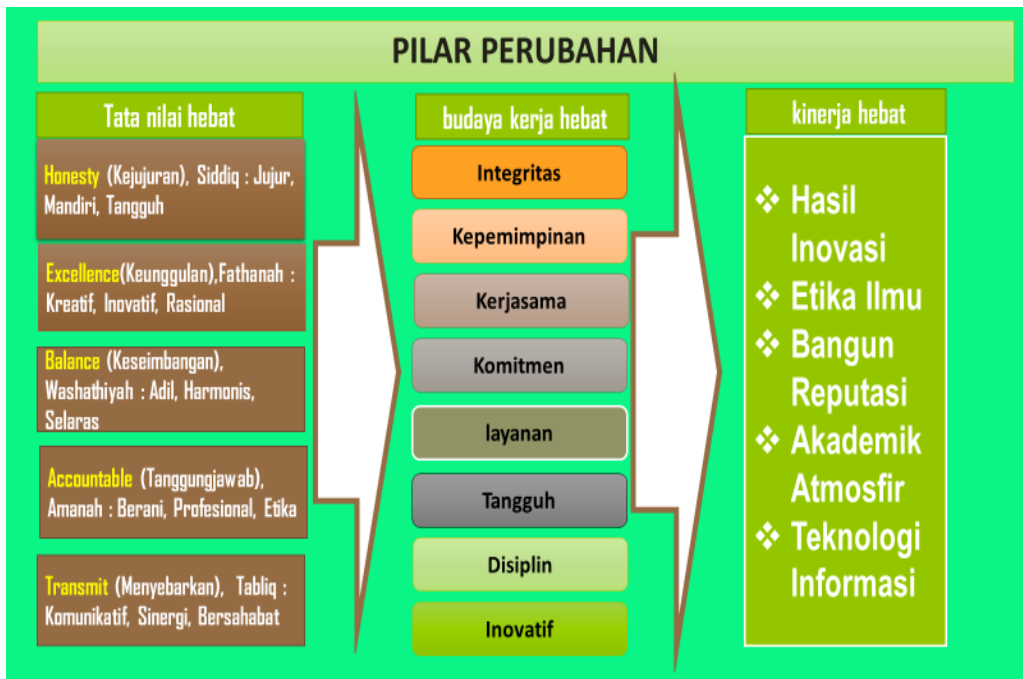 PILAR PERUBAHAN
Tata nilai hebat
Honesty (Kejujuran), Siddiq : Jujur,
Mandiri, Tangguh
Excellence(Keunggulan),Fathanah :
Kreatif, Inovatif, Rasional
Balance (Keseimbangan),
Washathiyah : Adil, Harmonis,
Selaras
Accountable (Tanggungjawab),
Amanah : Berani, Profesional, Etika
Transmit (Menyebarkan), Tabliq :
Komunikatif, Sinergi, Bersahabat
budaya kerja hebat
Integritas
Kepemimpinan
Kerjasama
Komitmen
layanan
Tangguh
Disiplin
Inovatif
kinerja hebat
❖ Hasil
Inovasi
❖ Etika Ilmu
❖ Bangun
Reputasi
❖ Akademik
Atmosfir
❖ Teknologi
Informasi